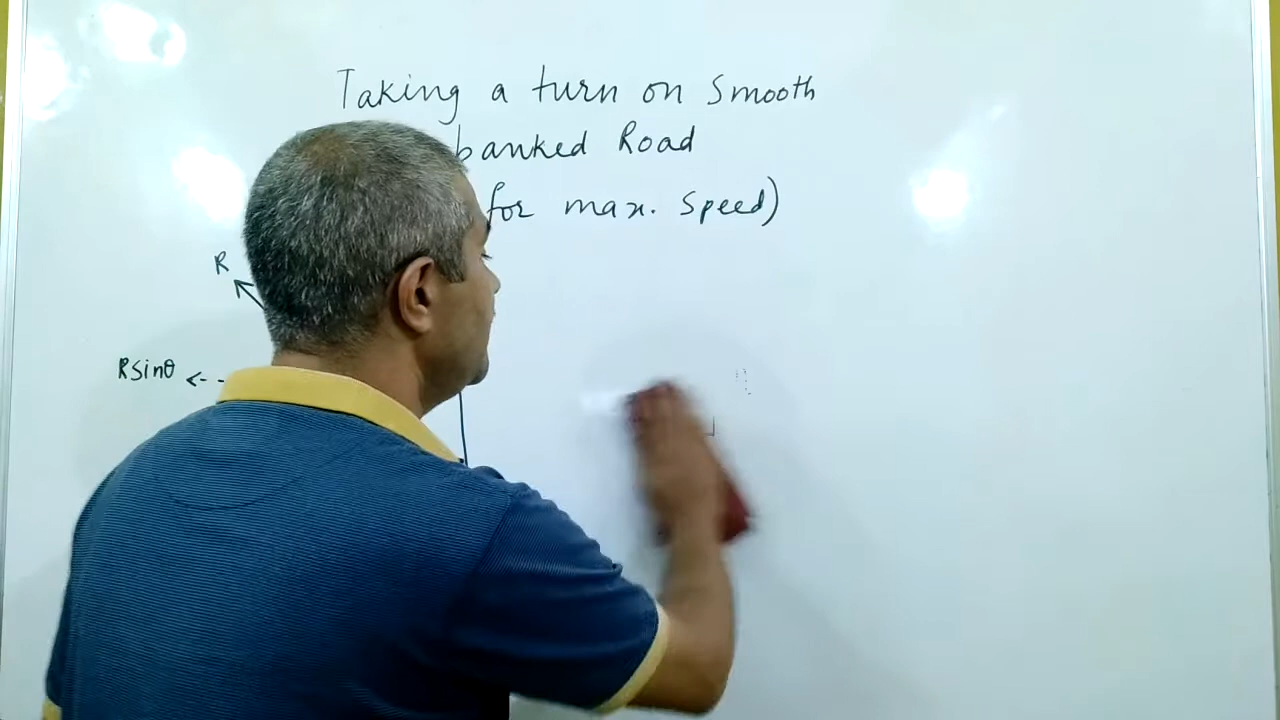 Taking a turn on smooth
banked Road
for max. speed)
R
Rsinθ